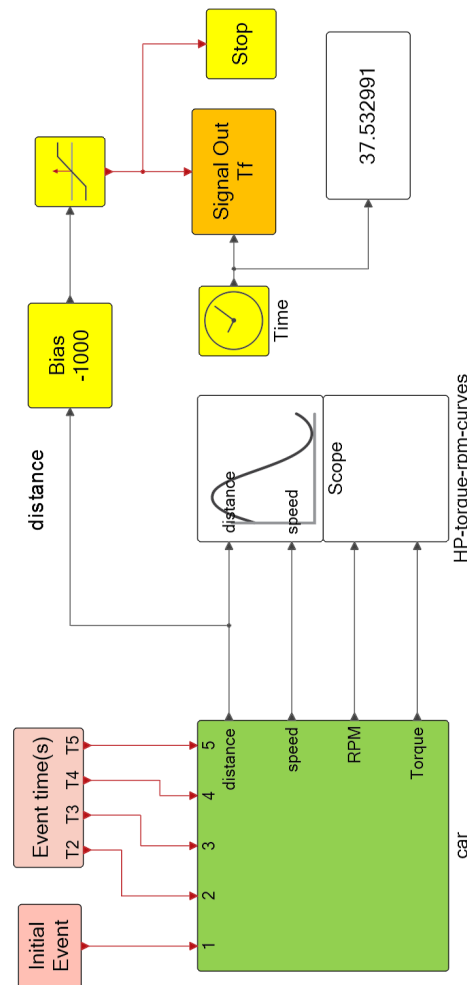 Initial
Event
Event time(s)
T2 T3 T4 T5
1 2 3 4 5
distance
speed
RPM
Torque
car
distance
Bias
-1000
distance
speed
Scope
HP-torque-rpm-curves
Time
Signal Out
Tf
Stop
37.532991